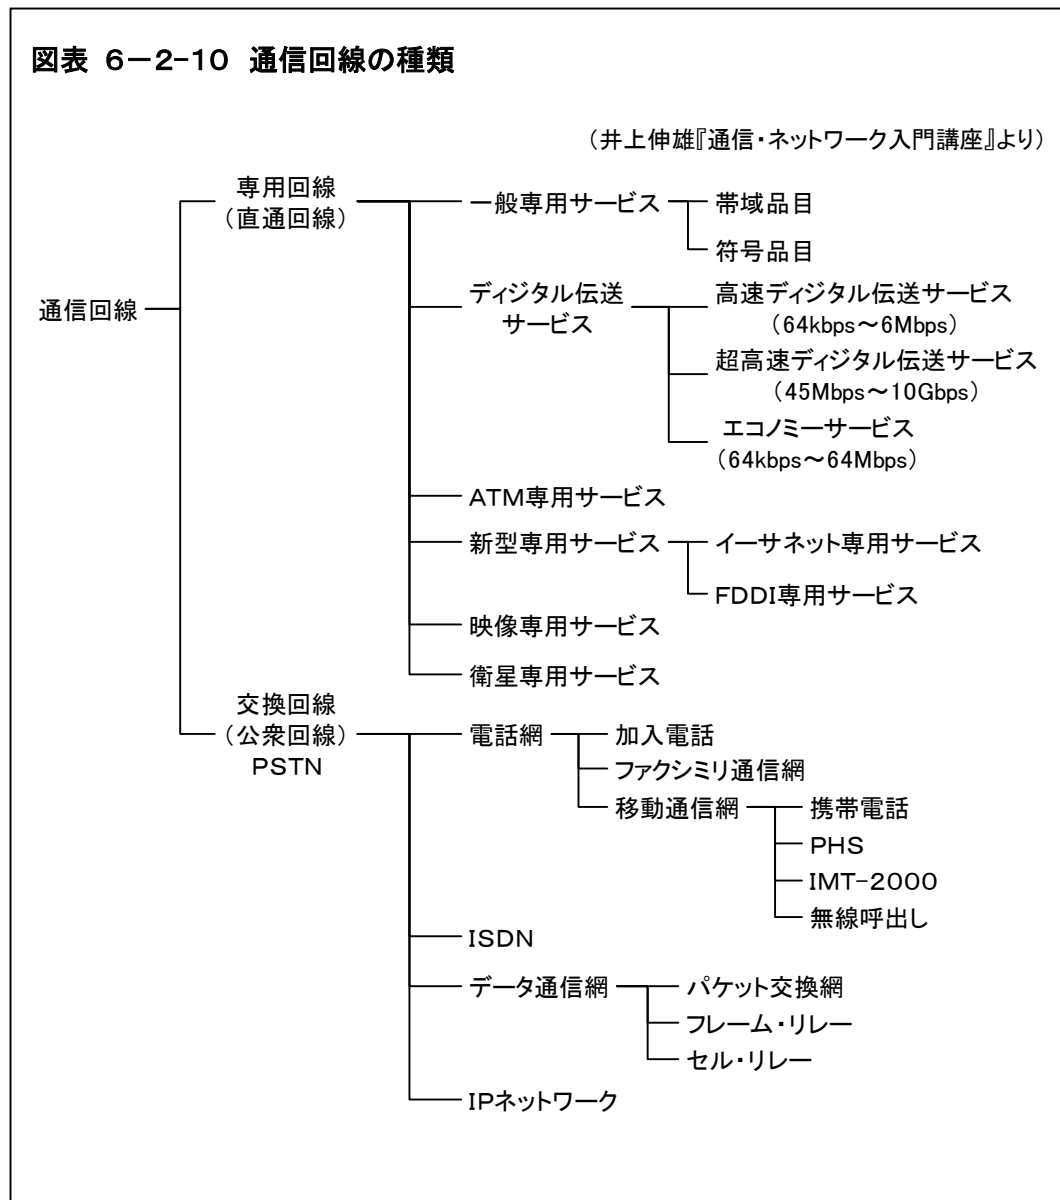 図表 6－2-10 通信回線の種類
（井上伸雄『通信・ネットワーク入門講座』より）
通信回線
専用回線
（直通回線）
一般専用サービス
帯域品目
符号品目
ディジタル伝送
サービス
高速ディジタル伝送サービス
（64kbps～6Mbps）
超高速ディジタル伝送サービス
（45Mbps～10Gbps）
エコノミーサービス
（64kbps～64Mbps）
ATM専用サービス
新型専用サービス
イーサネット専用サービス
FDDI専用サービス
映像専用サービス
衛星専用サービス
交換回線
（公衆回線）
PSTN
電話網
加入電話
ファクシミリ通信網
移動通信網
携帯電話
PHS
IMT-2000
無線呼出し
ISDN
データ通信網
パケット交換網
フレーム・リレー
セル・リレー
IPネットワーク